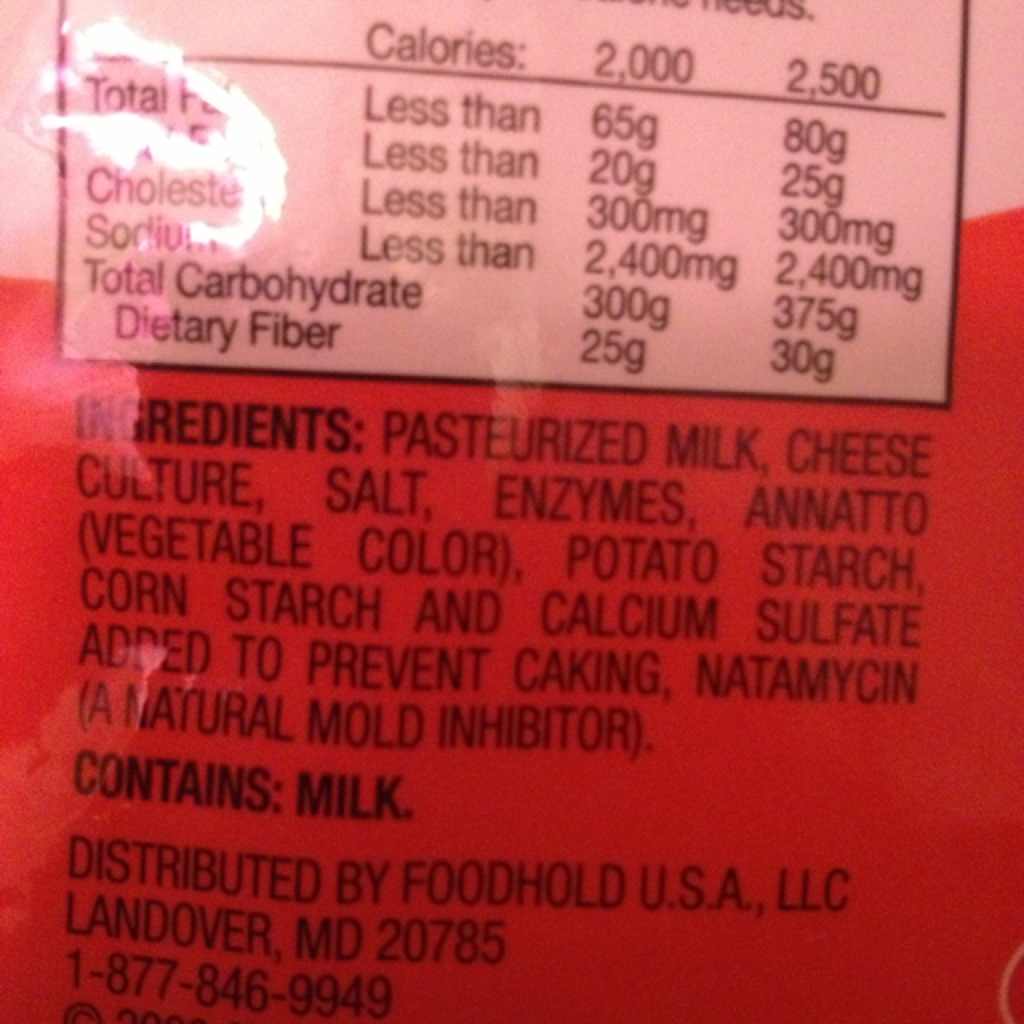 needs.
Calories: 2,000 2,500
Total Less than 65g 80g
Less than 20g 25g
Less than 300mg 300mg
Sodium Less than 2,400mg 2,400mg
Total Carbohydrate 300g 375g
Dietary Fiber 25g 30g
INGREDIENTS: PASTEURIZED MILK, CHEESE
CULTURE, SALT, ENZYMES, ANNATTO
(VEGETABLE COLOR), POTATO STARCH,
CORN STARCH AND CALCIUM SULFATE
ADDED TO PREVENT CAKING, NATAMYCIN
(A NATURAL MOLD INHIBITOR).
CONTAINS: MILK.
DISTRIBUTED BY FOODHOLD U.S.A., LLC
LANDOVER, MD 20785
1-877-846-9949
©